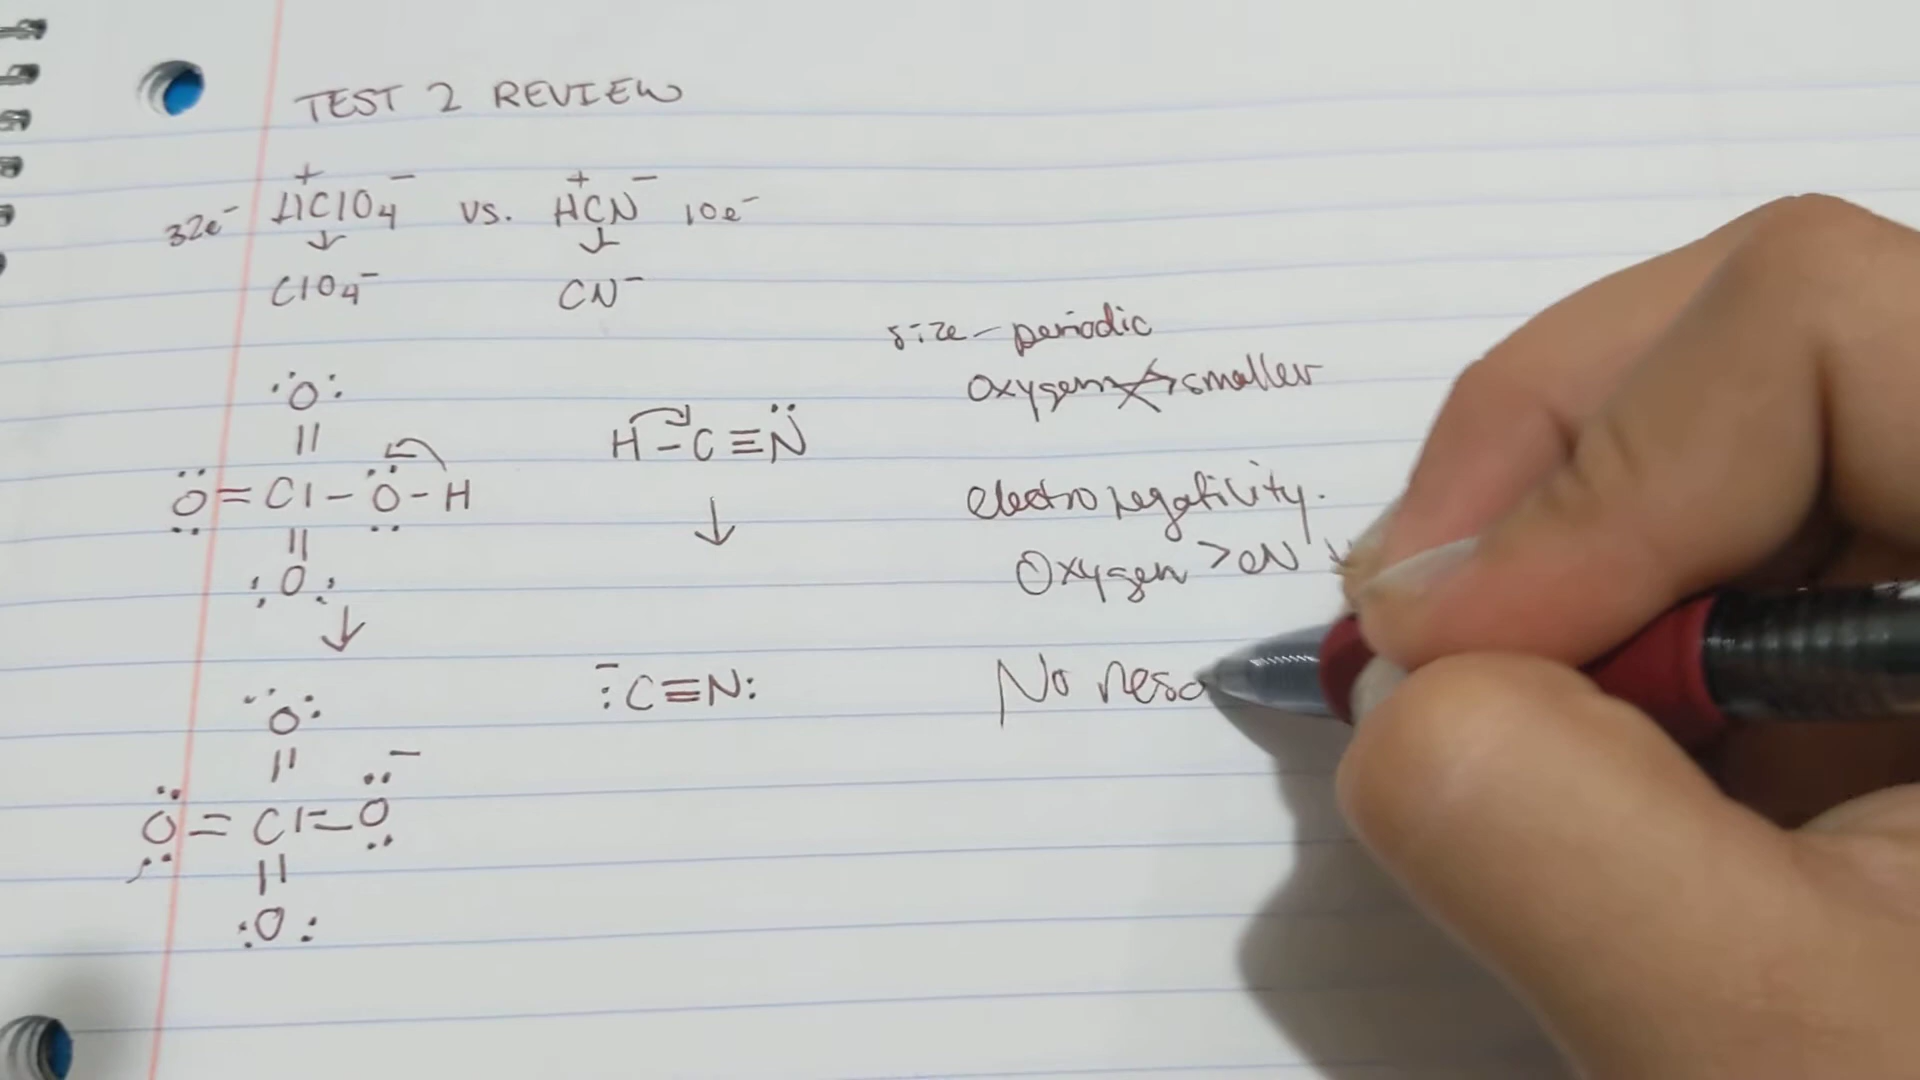 TEST 2 REVIEW
+ − + −
32e⁻ HClO₄ vs. HCN 10e⁻
↓ ↓
ClO₄⁻ CN⁻
size - periodic
:Ö: oxygen smaller
|| H - C ≡ N̈
Ö = Cl - Ö - H electronegativity.
|| ↓ Oxygen > eN
:O:
↓
:Ö: ⁻:C ≡ N: No reso
|| −
Ö = Cl - Ö
||
:O: